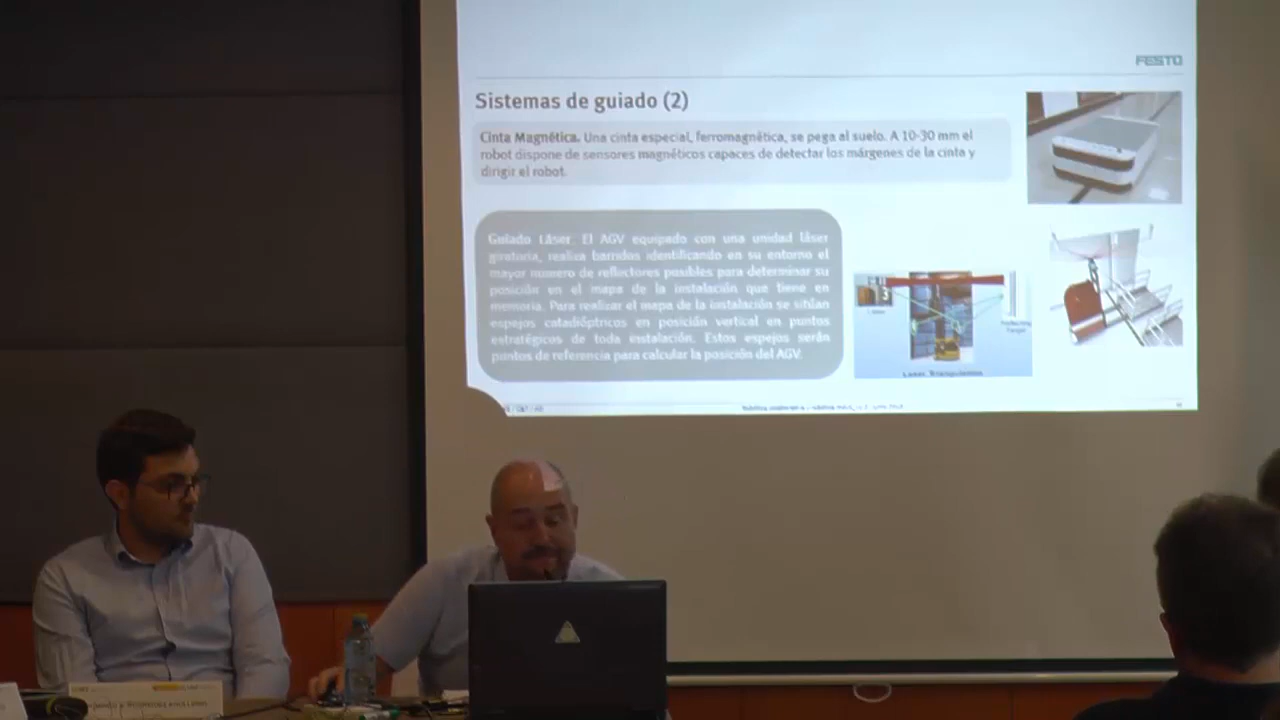 FESTO
Sistemas de guiado (2)
Cinta Magnética. Una cinta especial, ferromagnética, se pega al suelo. A 10-30 mm el
robot dispone de sensores magnéticos capaces de detectar los márgenes de la cinta y
dirigir el robot.
Guiado Láser. El AGV equipado con una unidad láser
giratoria, realiza barridos identificando en su entorno el
mayor numero de reflectores posibles para determinar su
posición en el mapa de la instalación que tiene en
memoria. Para realizar el mapa de la instalación se sitúan
espejos catadióptricos en posición vertical en puntos
estratégicos de toda instalación. Estos espejos serán
puntos de referencia para calcular la posición del AGV.
3
Reflecting
Target
Laser Triangulation